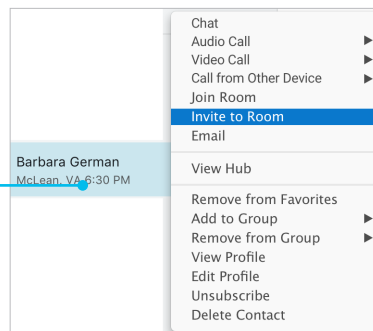 Chat
Audio Call
Video Call
Call from Other Device
Join Room
Invite to Room
Email
Barbara German
McLean, VA 6:30 PM
View Hub
Remove from Favorites
Add to Group
Remove from Group
View Profile
Edit Profile
Unsubscribe
Delete Contact